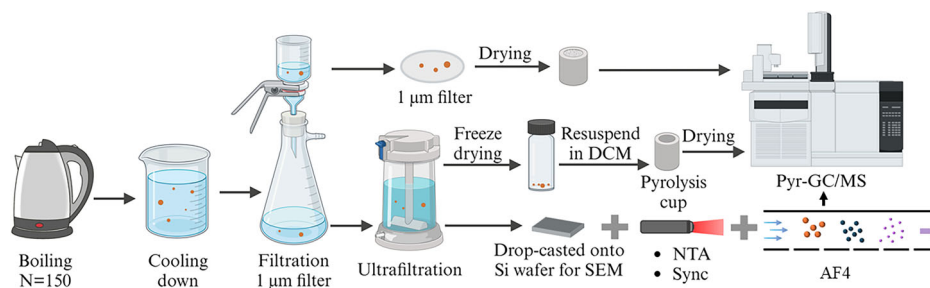 Drying
1 µm filter
Freeze
drying
Resuspend
in DCM
Drying
Pyrolysis
cup
Pyr-GC/MS
Boiling
N=150
Cooling
down
Filtration
1 µm filter
Ultrafiltration
Drop-casted onto
Si wafer for SEM
• NTA
• Sync
AF4